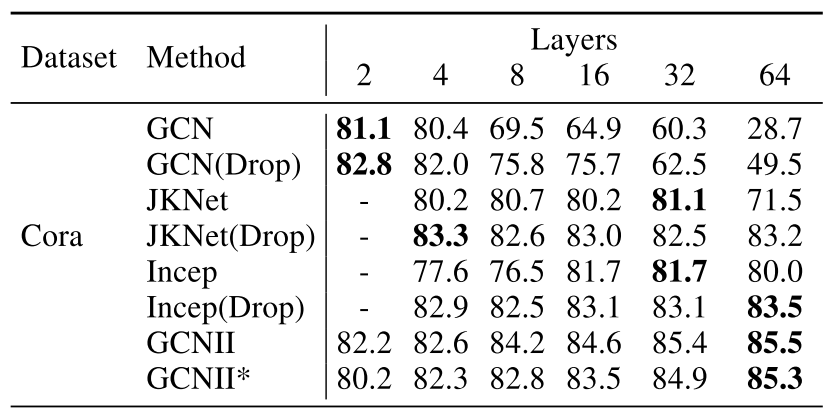 Dataset Method Layers
2 4 8 16 32 64
Cora GCN 81.1 80.4 69.5 64.9 60.3 28.7
GCN(Drop) 82.8 82.0 75.8 75.7 62.5 49.5
JKNet - 80.2 80.7 80.2 81.1 71.5
JKNet(Drop) - 83.3 82.6 83.0 82.5 83.2
Incep - 77.6 76.5 81.7 81.7 80.0
Incep(Drop) - 82.9 82.5 83.1 83.1 83.5
GCNII 82.2 82.6 84.2 84.6 85.4 85.5
GCNII* 80.2 82.3 82.8 83.5 84.9 85.3